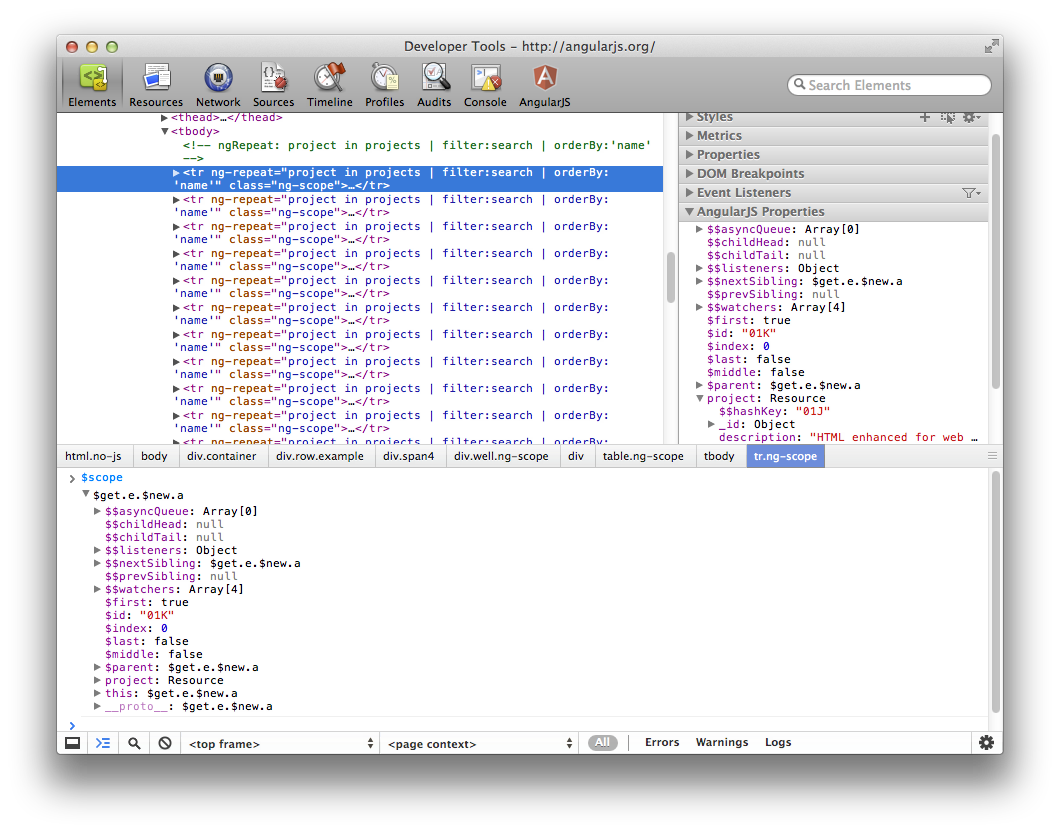 Developer Tools - http://angularjs.org/
Elements Resources Network Sources Timeline Profiles Audits Console AngularJS
Search Elements
▶<thead>…</thead>
▼<tbody>
<!-- ngRepeat: project in projects | filter:search | orderBy:'name'
-->
▶<tr ng-repeat="project in projects | filter:search | orderBy:
'name'" class="ng-scope">…</tr>
▶<tr ng-repeat="project in projects | filter:search | orderBy:
'name'" class="ng-scope">…</tr>
▶<tr ng-repeat="project in projects | filter:search | orderBy:
'name'" class="ng-scope">…</tr>
▶<tr ng-repeat="project in projects | filter:search | orderBy:
'name'" class="ng-scope">…</tr>
▶<tr ng-repeat="project in projects | filter:search | orderBy:
'name'" class="ng-scope">…</tr>
▶<tr ng-repeat="project in projects | filter:search | orderBy:
'name'" class="ng-scope">…</tr>
▶<tr ng-repeat="project in projects | filter:search | orderBy:
'name'" class="ng-scope">…</tr>
▶<tr ng-repeat="project in projects | filter:search | orderBy:
'name'" class="ng-scope">…</tr>
▶<tr ng-repeat="project in projects | filter:search | orderBy:
'name'" class="ng-scope">…</tr>
▶<tr ng-repeat="project in projects | filter:search | orderBy:
'name'" class="ng-scope">…</tr>
▶<tr ng-repeat="project in projects | filter:search | orderBy:
▶ Styles
▶ Metrics
▶ Properties
▶ DOM Breakpoints
▶ Event Listeners
▼ AngularJS Properties
▶ $$asyncQueue: Array[0]
$$childHead: null
$$childTail: null
▶ $$listeners: Object
▶ $$nextSibling: $get.e.$new.a
$$prevSibling: null
▶ $$watchers: Array[4]
$first: true
$id: "01K"
$index: 0
$last: false
$middle: false
▶ $parent: $get.e.$new.a
▼ project: Resource
$$hashKey: "01J"
▶ _id: Object
description: "HTML enhanced for web …
html.no-js body div.container div.row.example div.span4 div.well.ng-scope div table.ng-scope tbody tr.ng-scope
> $scope
▼ $get.e.$new.a
▶ $$asyncQueue: Array[0]
$$childHead: null
$$childTail: null
▶ $$listeners: Object
▶ $$nextSibling: $get.e.$new.a
$$prevSibling: null
▶ $$watchers: Array[4]
$first: true
$id: "01K"
$index: 0
$last: false
$middle: false
▶ $parent: $get.e.$new.a
▶ project: Resource
▶ this: $get.e.$new.a
▶ __proto__: $get.e.$new.a
>
<top frame> <page context> All Errors Warnings Logs